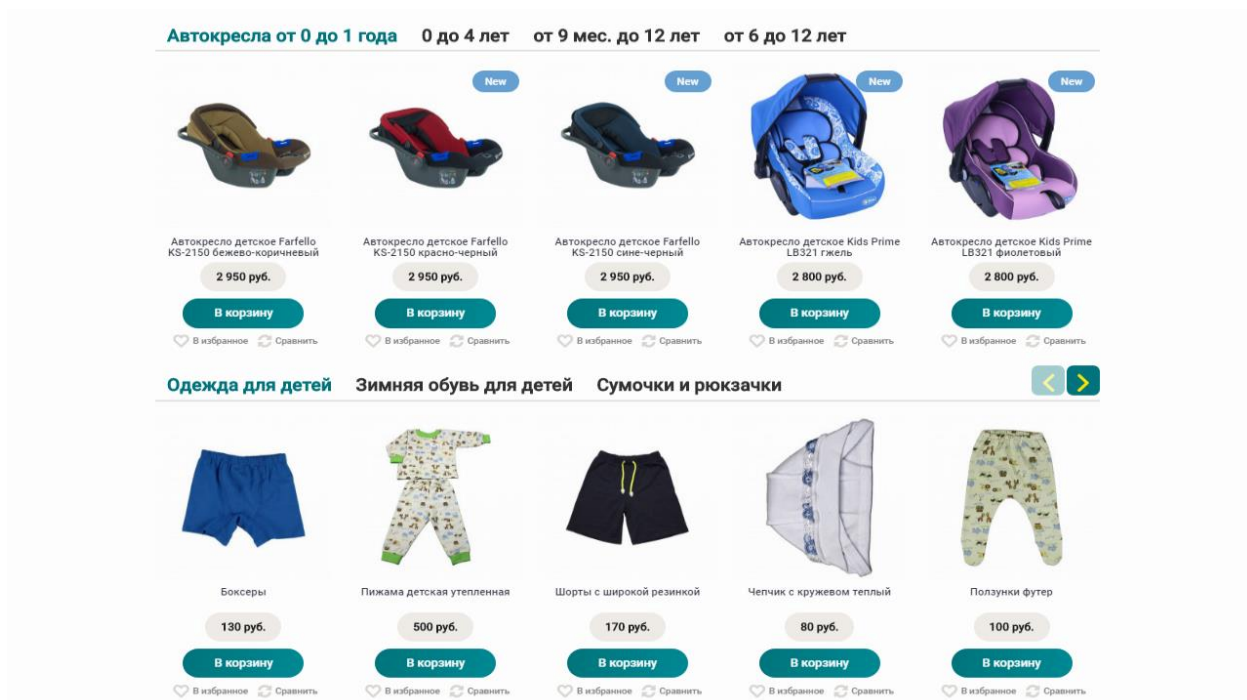 Автокресла от 0 до 1 года 0 до 4 лет от 9 мес. до 12 лет от 6 до 12 лет
New New New New
Автокресло детское Farfello Автокресло детское Farfello Автокресло детское Farfello Автокресло детское Kids Prime Автокресло детское Kids Prime
KS-2150 бежево-коричневый KS-2150 красно-черный KS-2150 сине-черный LB321 гжель LB321 фиолетовый
2 950 руб. 2 950 руб. 2 950 руб. 2 800 руб. 2 800 руб.
В корзину В корзину В корзину В корзину В корзину
В избранное Сравнить В избранное Сравнить В избранное Сравнить В избранное Сравнить В избранное Сравнить
Одежда для детей Зимняя обувь для детей Сумочки и рюкзачки
Боксеры Пижама детская утепленная Шорты с широкой резинкой Чепчик с кружевом теплый Ползунки футер
130 руб. 500 руб. 170 руб. 80 руб. 100 руб.
В корзину В корзину В корзину В корзину В корзину
В избранное Сравнить В избранное Сравнить В избранное Сравнить В избранное Сравнить В избранное Сравнить